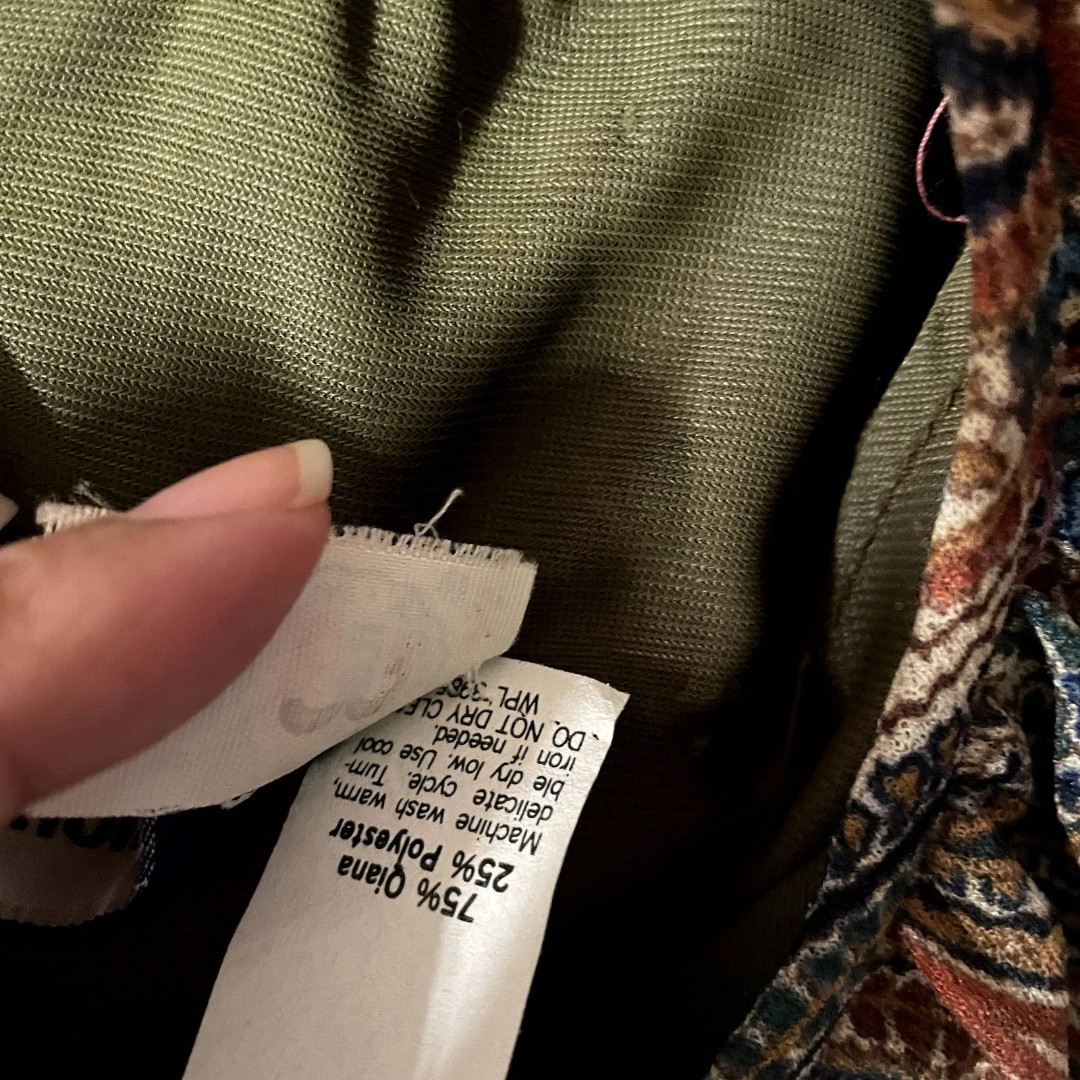 75% Qiana
25% Polyester
Machine wash warm,
delicate cycle. Tum-
ble dry low. Use cool
iron if needed.
DO NOT DRY
WPL